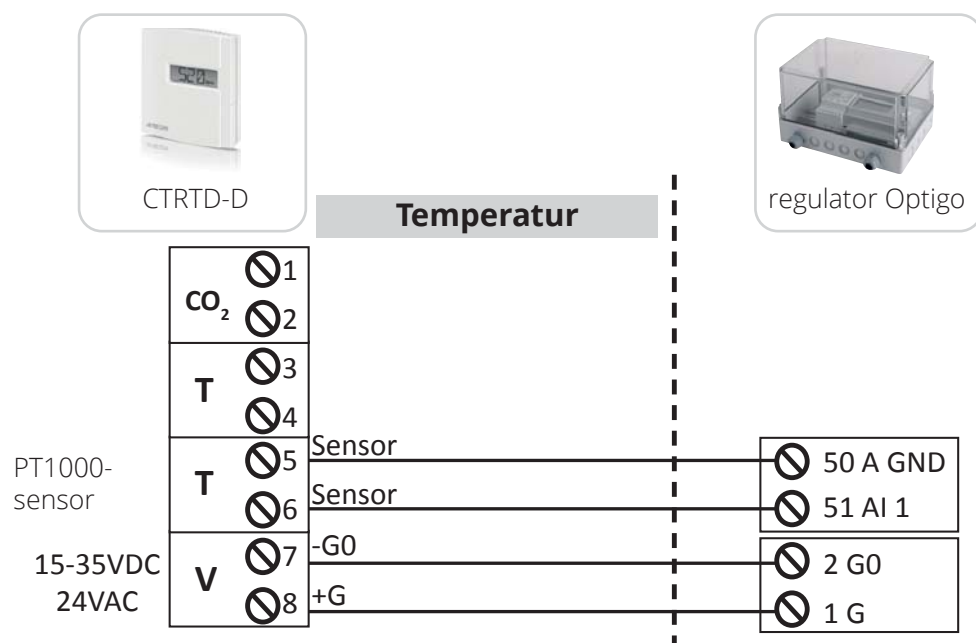 CTRTD-D
regulator Optigo
Temperatur
CO₂
1
2
T
3
4
PT1000-
sensor
T
5
Sensor
50 A GND
6
Sensor
51 AI 1
15-35VDC
24VAC
V
7
-G0
2 G0
8
+G
1 G